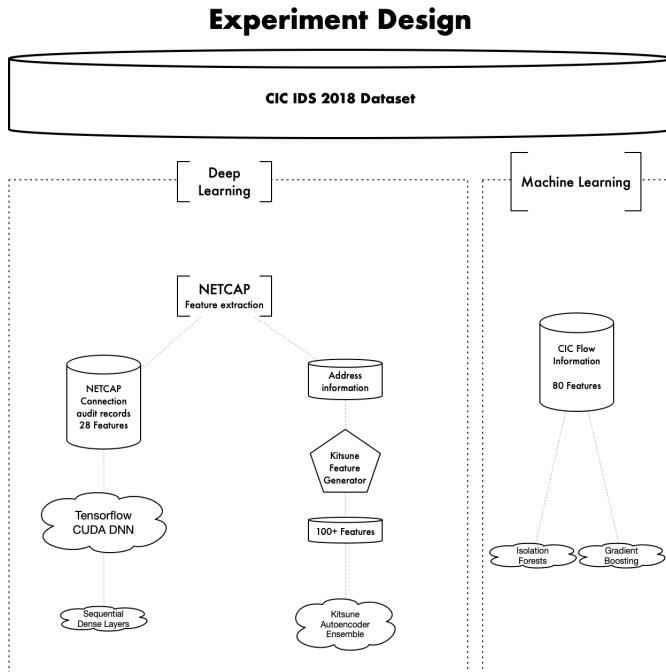 Experiment Design
CIC IDS 2018 Dataset
Deep
Learning
Machine Learning
NETCAP
Feature extraction
NETCAP
Connection
audit records
28 Features
Address
information
CIC Flow
Information
80 Features
Kitsune
Feature
Generator
Tensorflow
CUDA DNN
100+ Features
Isolation
Forests
Gradient
Boosting
Sequential
Dense Layers
Kitsune
Autoencoder
Ensemble